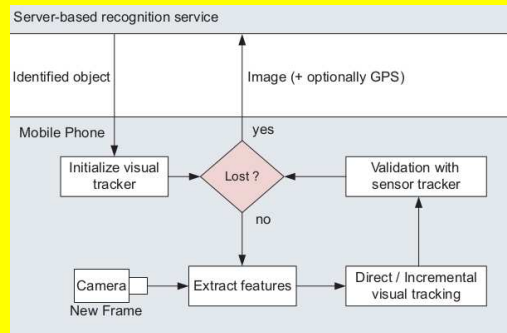 Server-based recognition service
Identified object
Image (+ optionally GPS)
Mobile Phone
yes
Initialize visual
tracker
Lost ?
Validation with
sensor tracker
no
Camera
New Frame
Extract features
Direct / Incremental
visual tracking